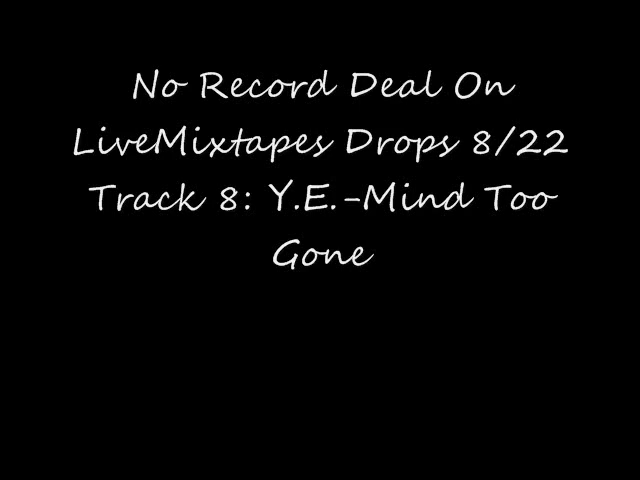 No Record Deal On
LiveMixtapes Drops 8/22
Track 8: Y.E.-Mind Too
Gone